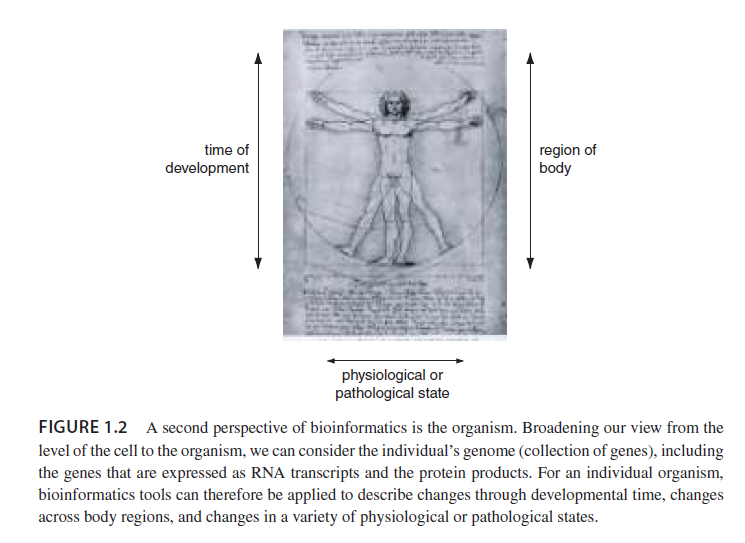 time of
development
region of
body
physiological or
pathological state
FIGURE 1.2 A second perspective of bioinformatics is the organism. Broadening our view from the
level of the cell to the organism, we can consider the individual’s genome (collection of genes), including
the genes that are expressed as RNA transcripts and the protein products. For an individual organism,
bioinformatics tools can therefore be applied to describe changes through developmental time, changes
across body regions, and changes in a variety of physiological or pathological states.